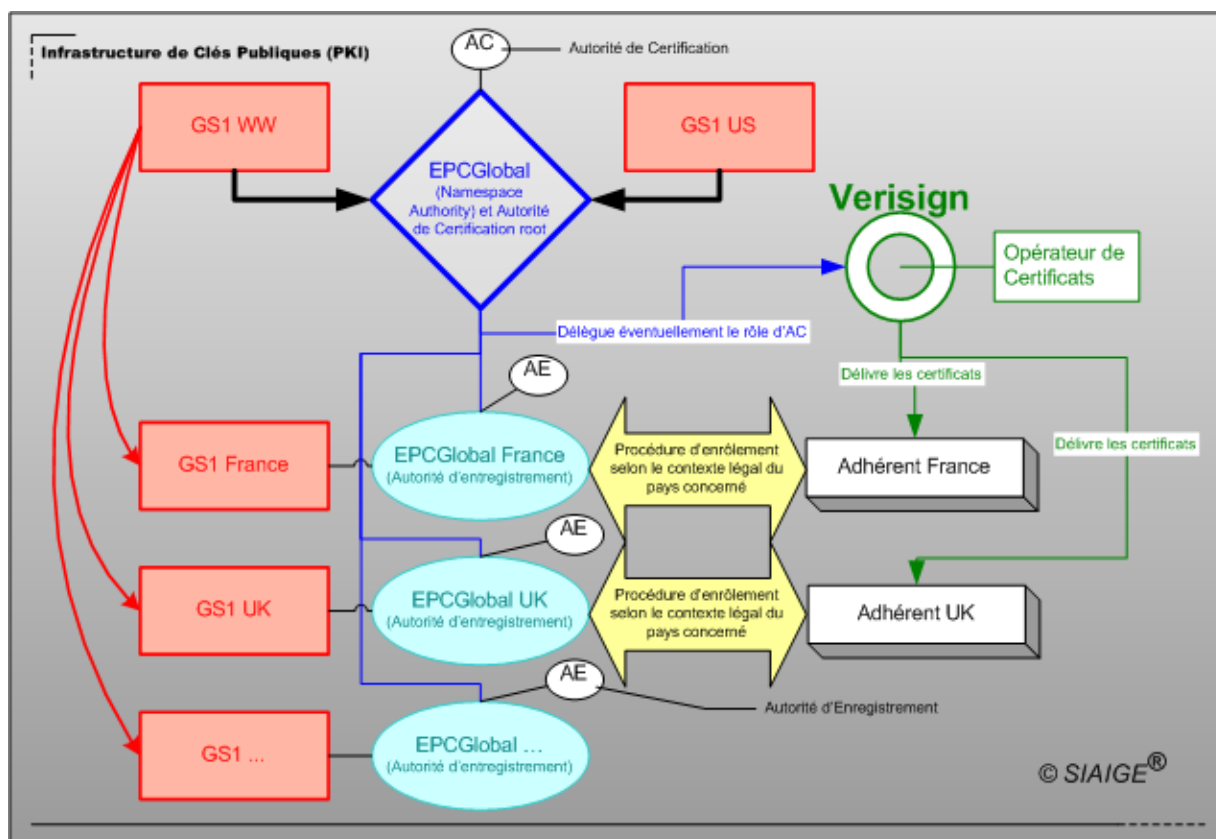 Infrastructure de Clés Publiques (PKI)
AC
Autorité de Certification
GS1 WW
GS1 US
EPCGlobal
(Namespace
Authority) et Autorité
de Certification root
Verisign
Opérateur de
Certificats
Délègue éventuellement le rôle d'AC
AE
Délivre les certificats
Délivre les certificats
GS1 France
EPCGlobal France
(Autorité d'entregistrement)
Procédure d'enrôlement
selon le contexte légal du
pays concerné
Adhérent France
AE
GS1 UK
EPCGlobal UK
(Autorité d'entregistrement)
Procédure d'enrôlement
selon le contexte légal du
pays concerné
Adhérent UK
AE
Autorité d'Enregistrement
GS1 ...
EPCGlobal ...
(Autorité d'entregistrement)
© SIAIGE®